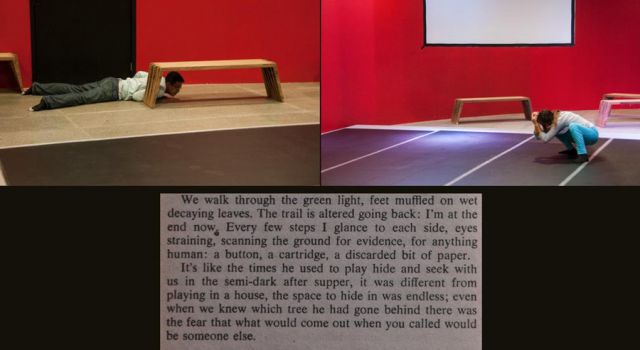 We walk through the green light, feet muffled on wet
decaying leaves. The trail is altered going back: I'm at the
end now. Every few steps I glance to each side, eyes
straining, scanning the ground for evidence, for anything
human: a button, a cartridge, a discarded bit of paper.
It's like the times he used to play hide and seek with
us in the semi-dark after supper, it was different from
playing in a house, the space to hide in was endless; even
when we knew which tree he had gone behind there was
the fear that what would come out when you called would
be someone else.